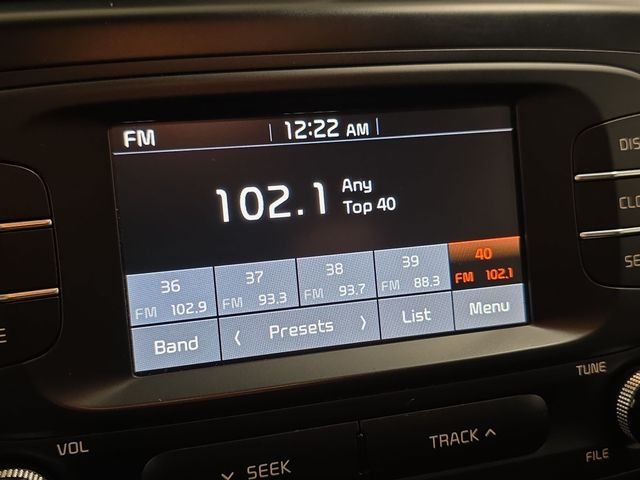 FM 12:22 AM
102.1 Any
Top 40
36 37 38 39 40
FM 102.9 FM 93.3 FM 93.7 FM 88.3 FM 102.1
Band < Presets > List Menu
VOL
SEEK
TRACK
TUNE
FILE